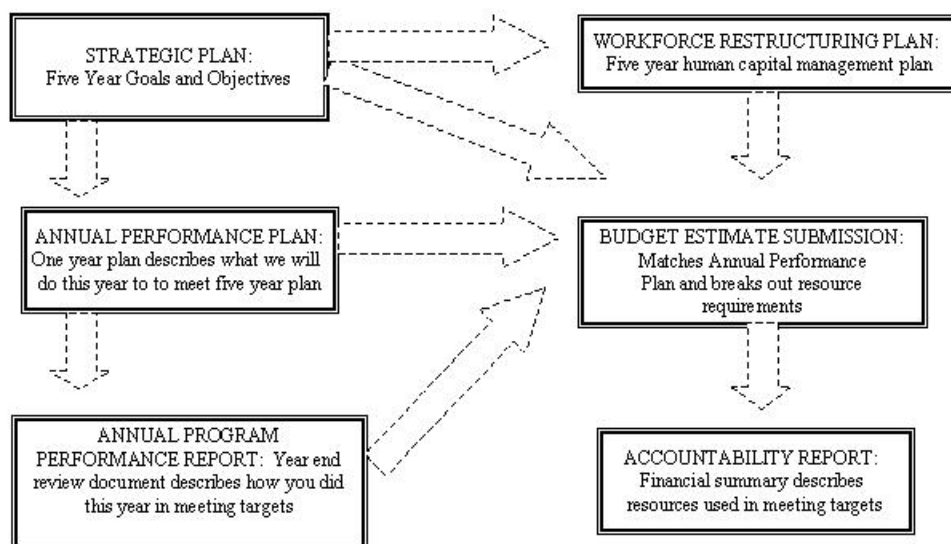 STRATEGIC PLAN:
Five Year Goals and Objectives
WORKFORCE RESTRUCTURING PLAN:
Five year human capital management plan
ANNUAL PERFORMANCE PLAN:
One year plan describes what we will
do this year to to meet five year plan
BUDGET ESTIMATE SUBMISSION:
Matches Annual Performance
Plan and breaks out resource
requirements
ANNUAL PROGRAM
PERFORMANCE REPORT: Year end
review document describes how you did
this year in meeting targets
ACCOUNTABILITY REPORT:
Financial summary describes
resources used in meeting targets